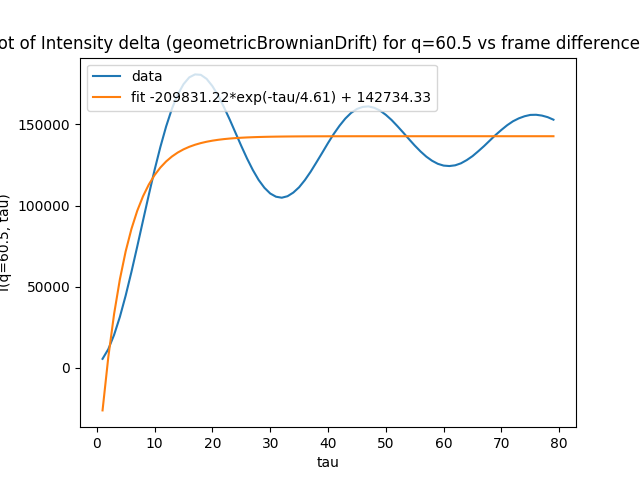 ot of Intensity delta (geometricBrownianDrift) for q=60.5 vs frame difference
data
fit -209831.22*exp(-tau/4.61) + 142734.33
150000
100000
50000
0
I(q=60.5, tau)
0 10 20 30 40 50 60 70 80
tau